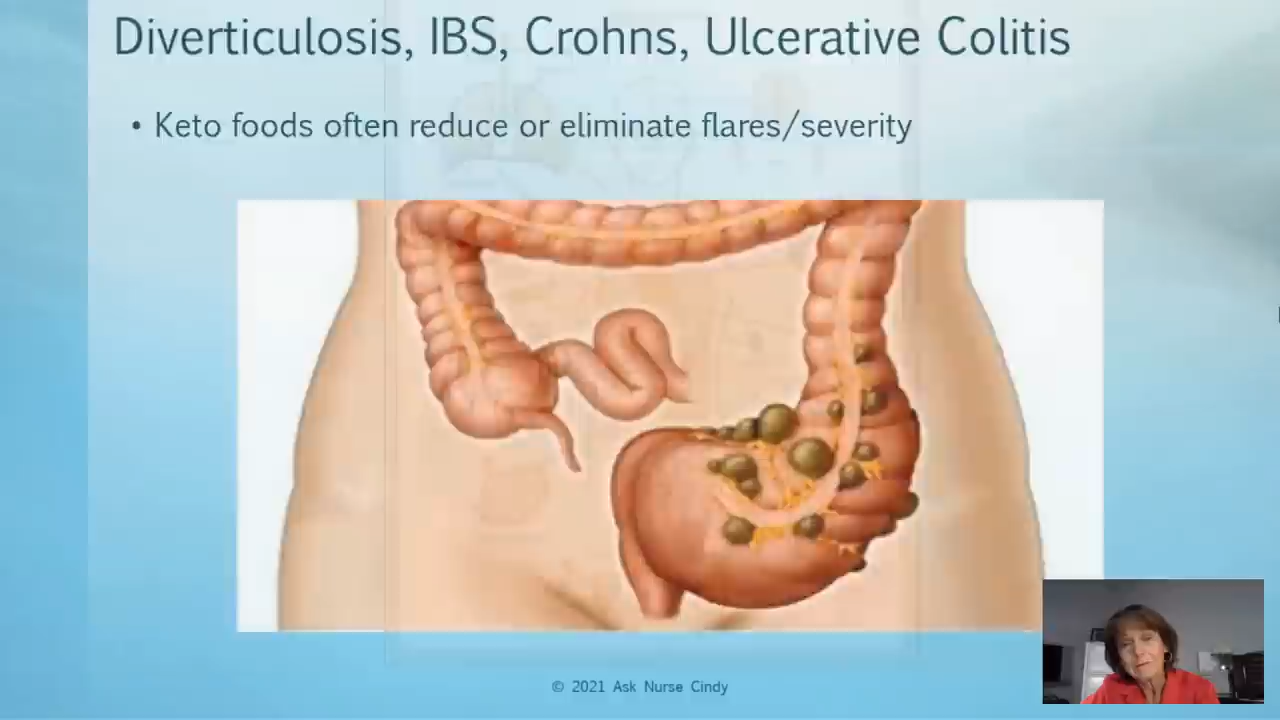 Diverticulosis, IBS, Crohns, Ulcerative Colitis
• Keto foods often reduce or eliminate flares/severity
© 2021 Ask Nurse Cindy